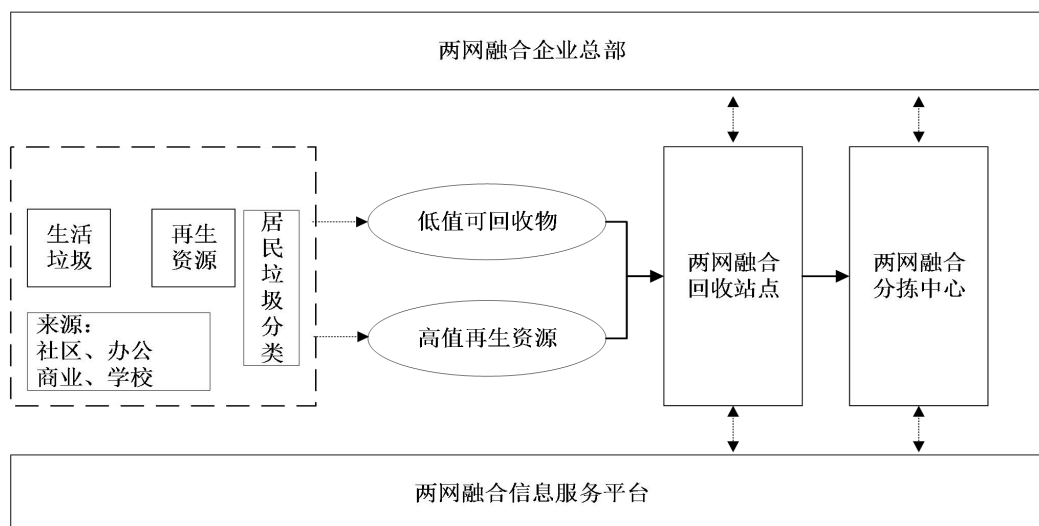 两网融合企业总部
生活
垃圾
再生
资源
居
民
垃
圾
分
类
来源：
社区、办公
商业、学校
低值可回收物
高值再生资源
两网融合
回收站点
两网融合
分拣中心
两网融合信息服务平台